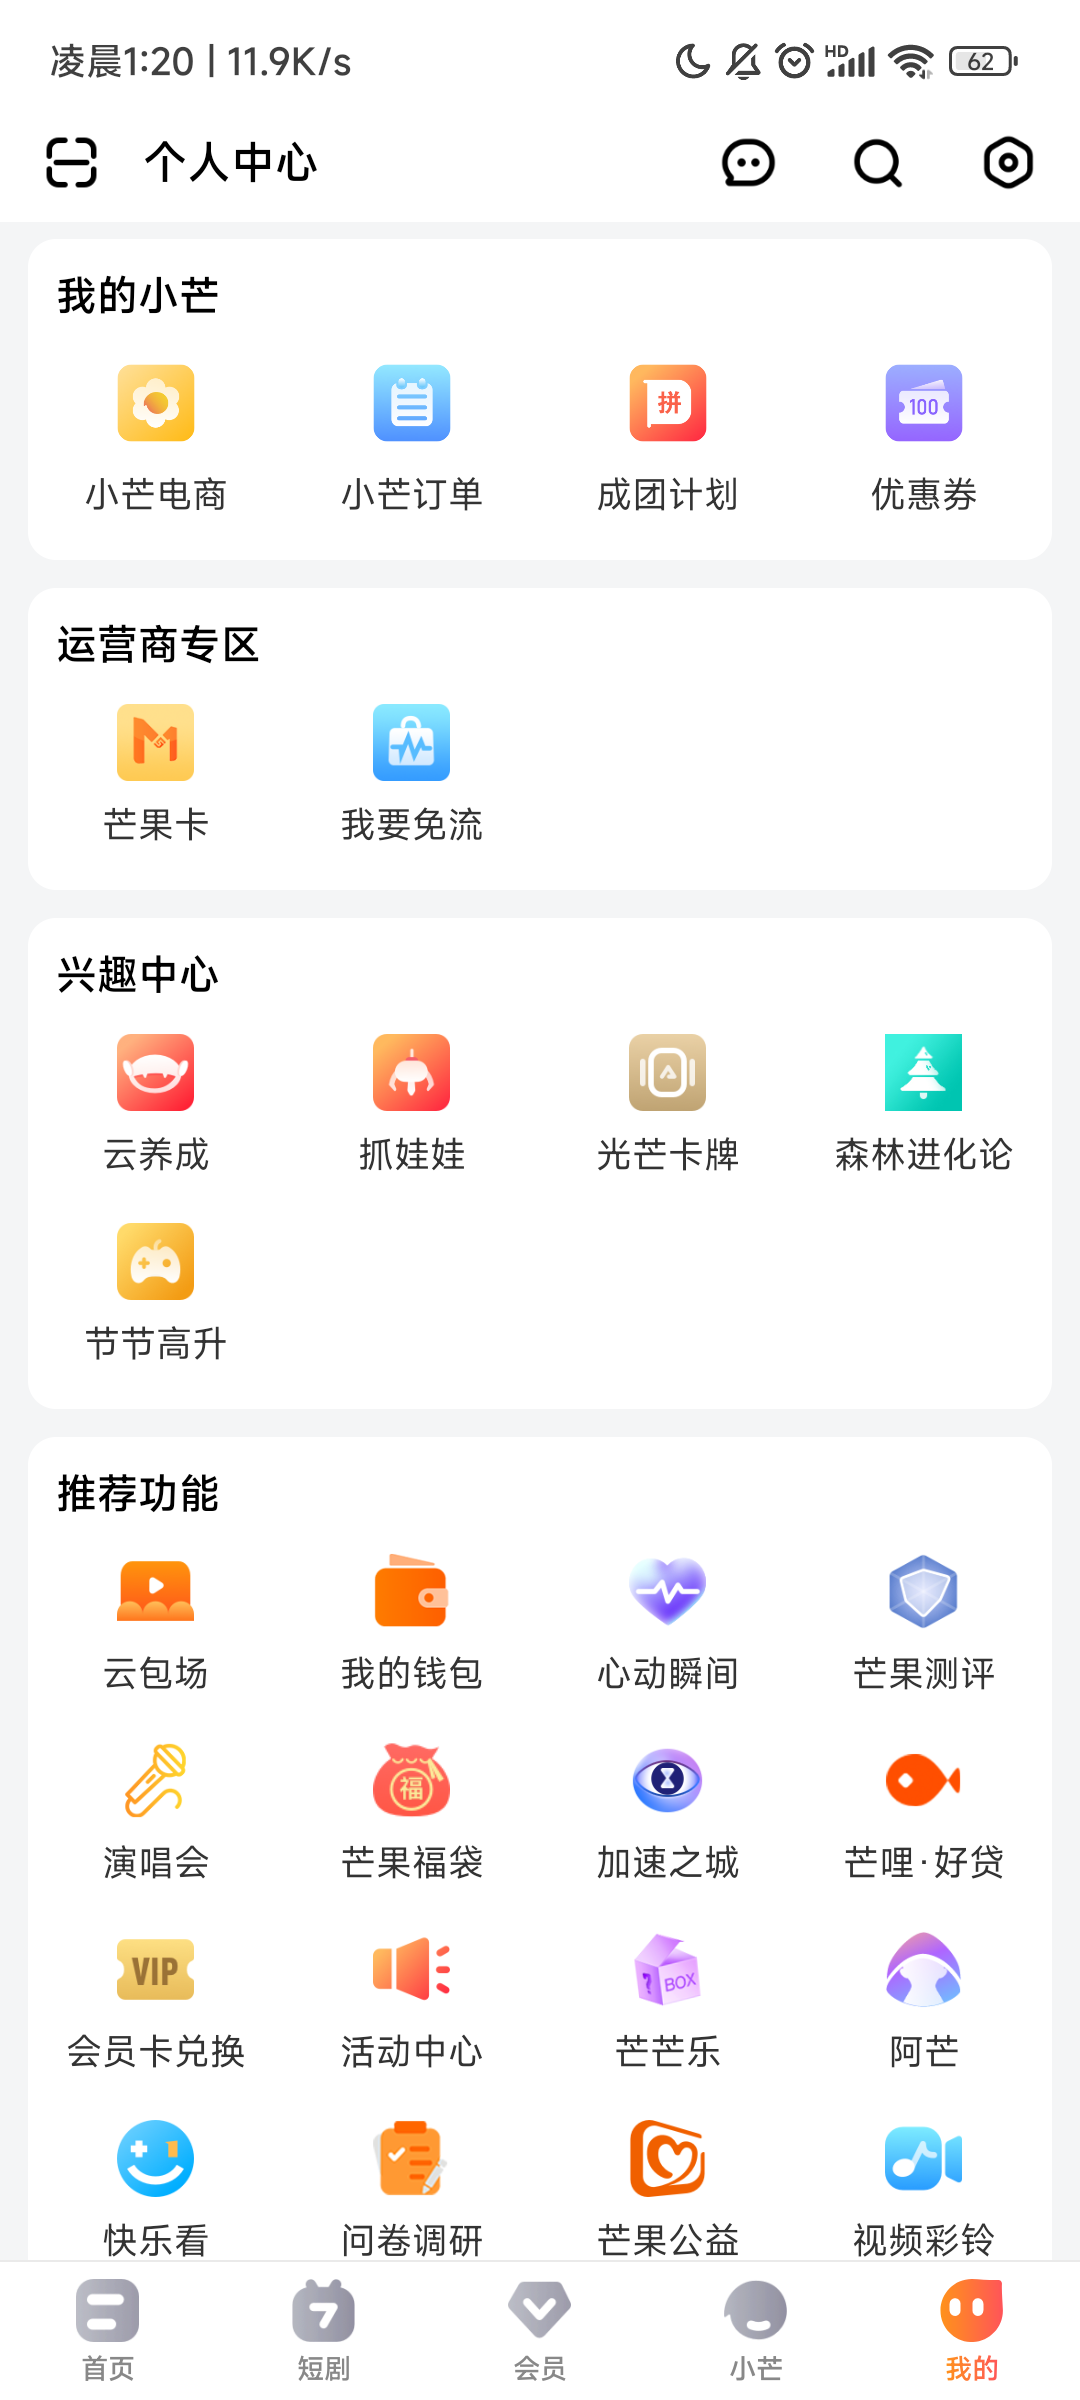 凌晨1:20 | 11.9K/s HD 62
个人中心
我的小芒
拼 100
小芒电商 小芒订单 成团计划 优惠券
运营商专区
芒果卡 我要免流
兴趣中心
云养成 抓娃娃 光芒卡牌 森林进化论
节节高升
推荐功能
云包场 我的钱包 心动瞬间 芒果测评
福
演唱会 芒果福袋 加速之城 芒哩·好贷
VIP ? BOX
会员卡兑换 活动中心 芒芒乐 阿芒
快乐看 问卷调研 芒果公益 视频彩铃
首页 短剧 会员 小芒 我的